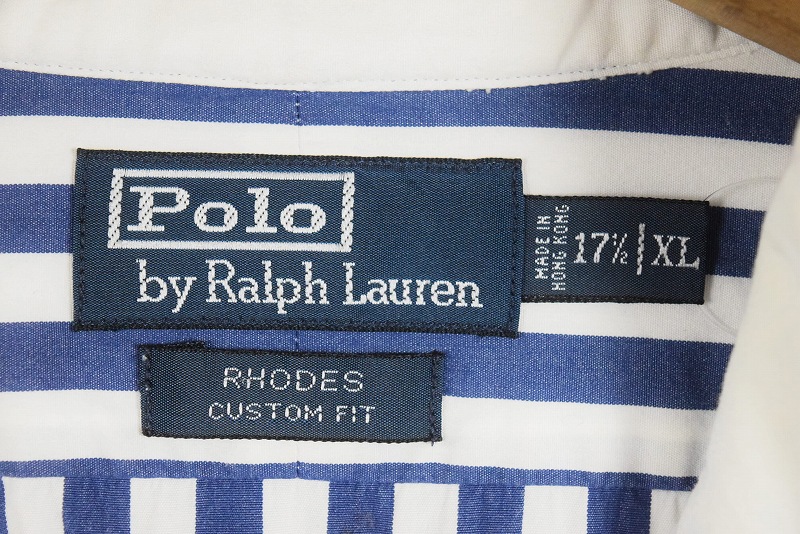 Polo
by Ralph Lauren
MADE IN
HONG KONG
17½ XL
RHODES
CUSTOM FIT